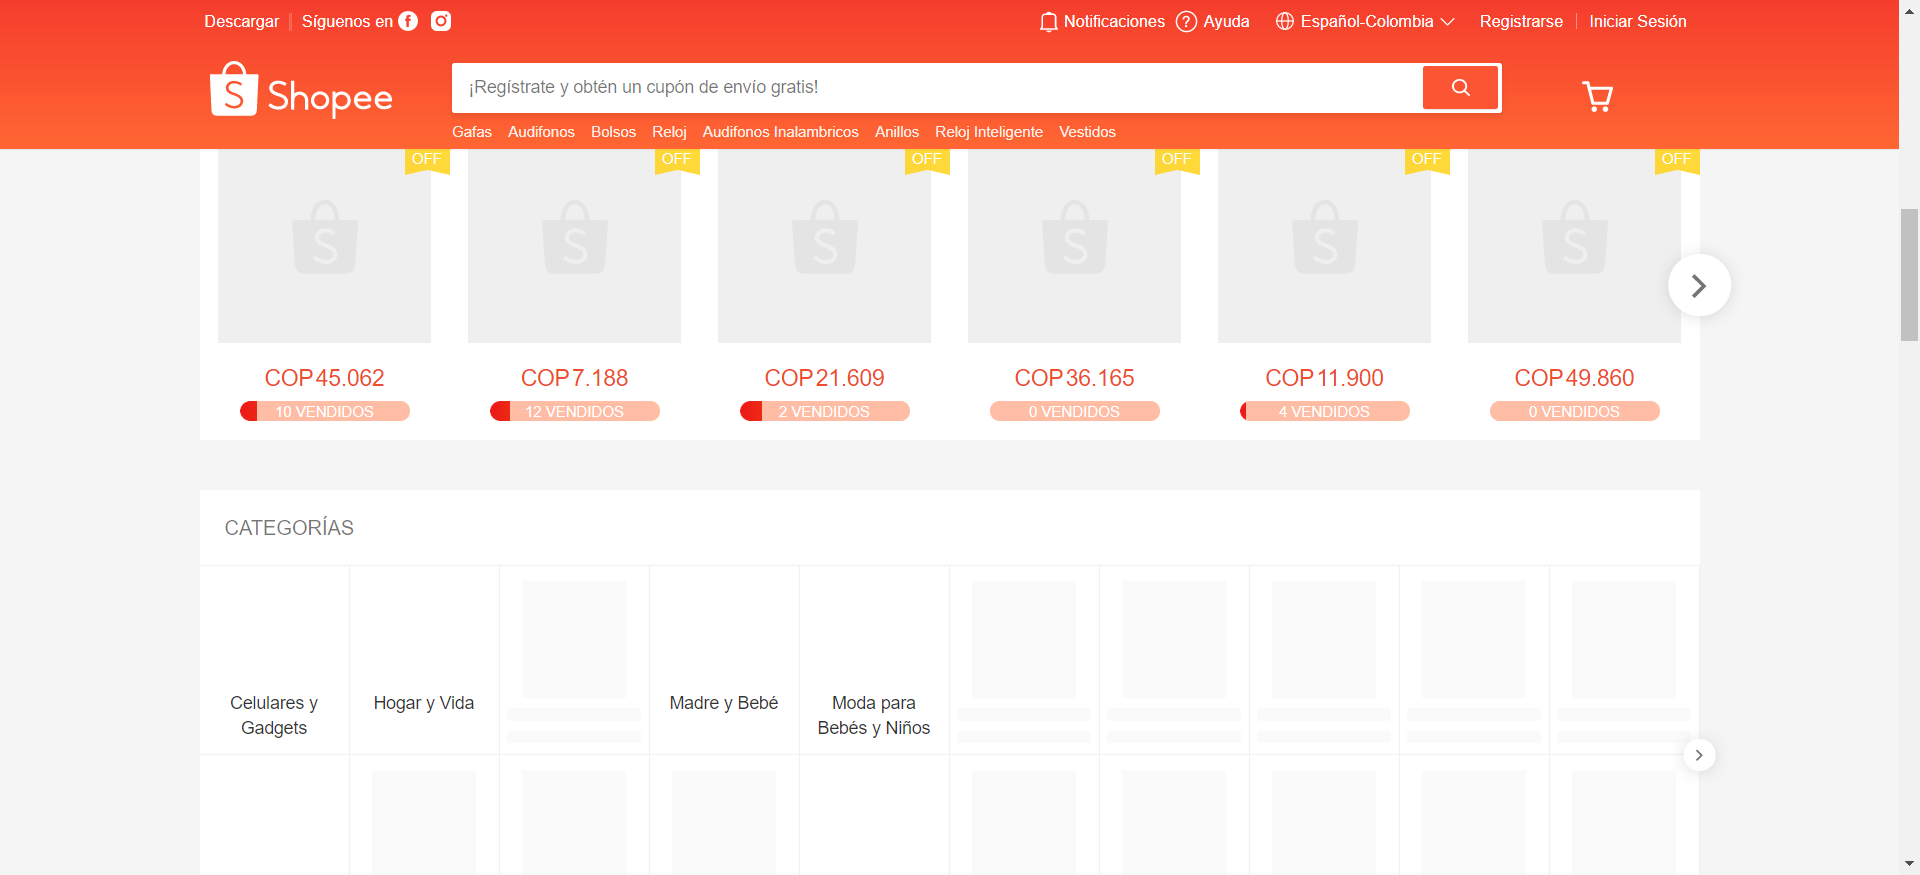 Descargar Síguenos en
Notificaciones Ayuda Español-Colombia Registrarse Iniciar Sesión
Shopee
¡Regístrate y obtén un cupón de envío gratis!
Gafas Audifonos Bolsos Reloj Audifonos Inalambricos Anillos Reloj Inteligente Vestidos
OFF OFF OFF OFF OFF OFF
COP45.062 COP7.188 COP21.609 COP36.165 COP11.900 COP49.860
10 VENDIDOS 12 VENDIDOS 2 VENDIDOS 0 VENDIDOS 4 VENDIDOS 0 VENDIDOS
CATEGORÍAS
Celulares y
Gadgets
Hogar y Vida
Madre y Bebé
Moda para
Bebés y Niños